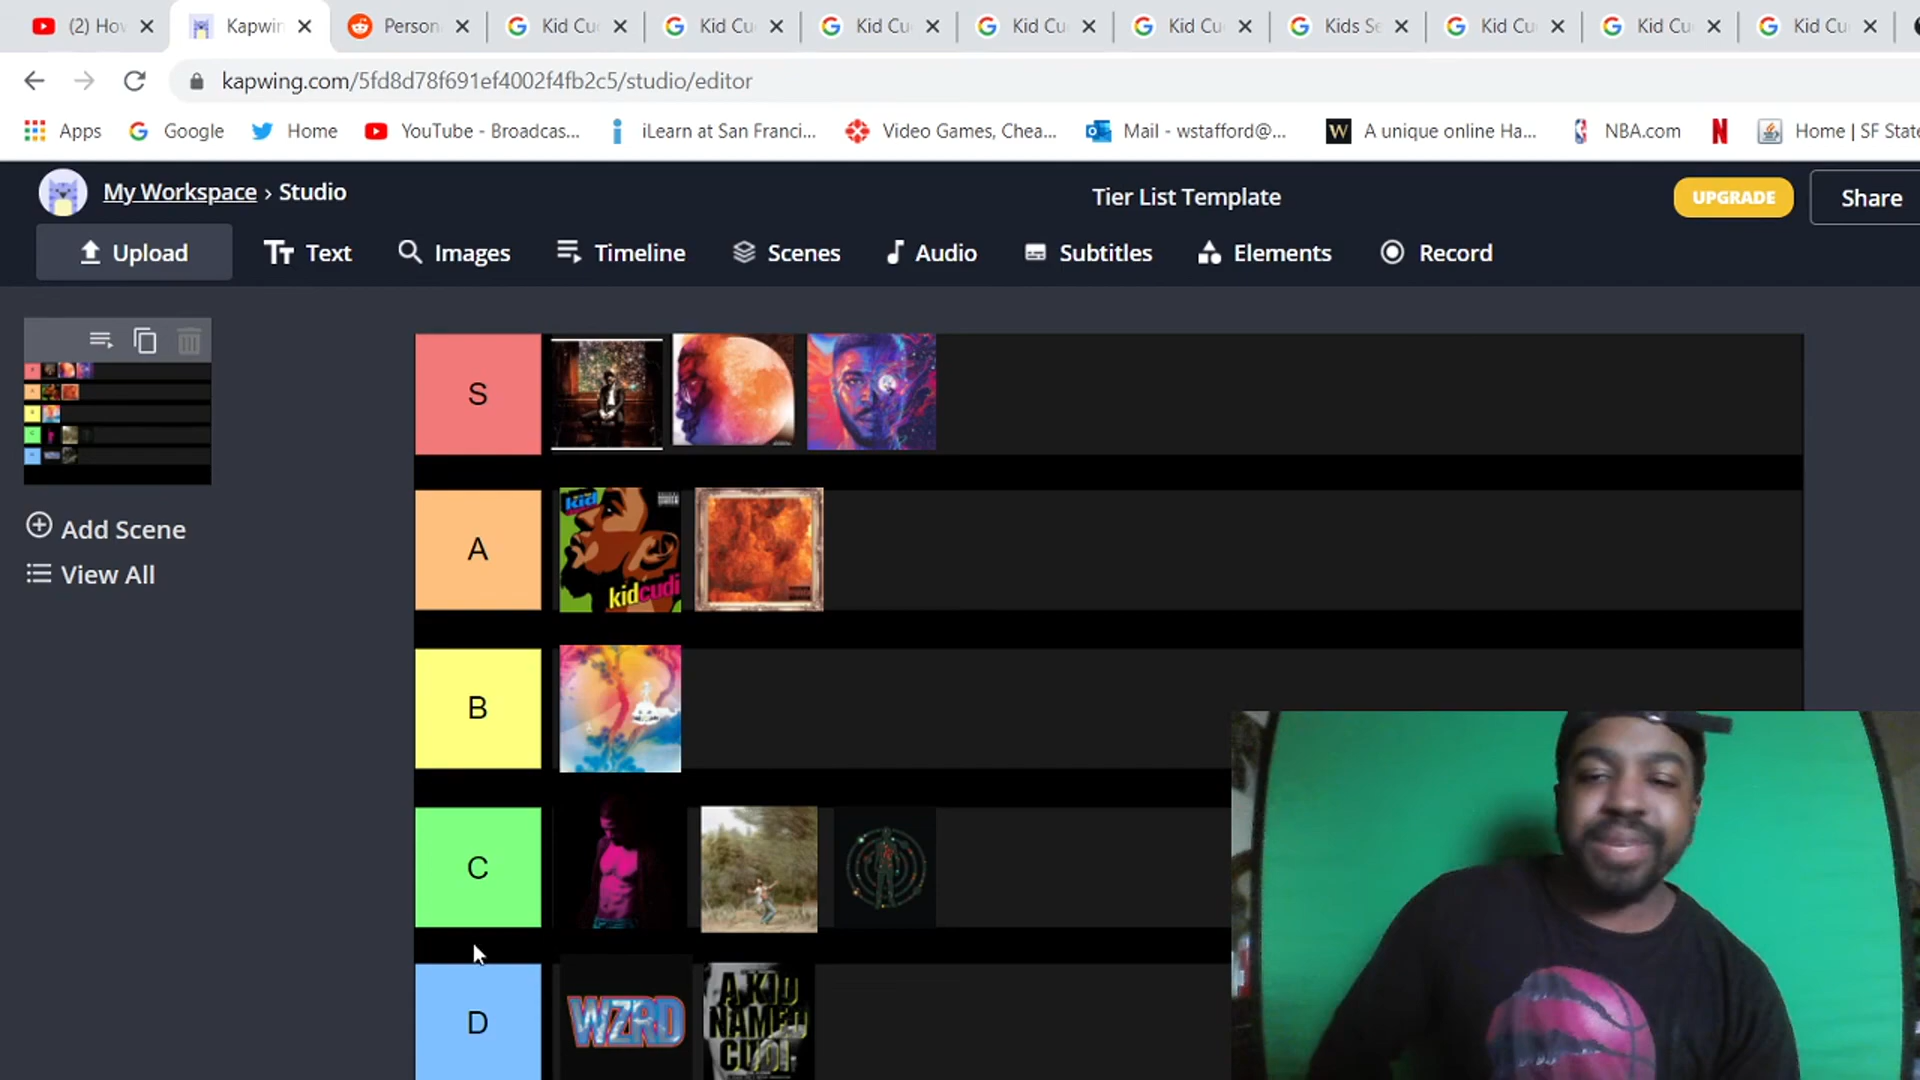 (2) Hov
Kapwin
Person
Kid Cu
Kid Cu
Kid Cu
Kid Cu
Kid Cu
Kids Se
Kid Cu
Kid Cu
Kid Cu
kapwing.com/5fd8d78f691ef4002f4fb2c5/studio/editor
Apps
Google
Home
YouTube - Broadcas...
iLearn at San Franci...
Video Games, Chea...
Mail - wstafford@...
W
A unique online Ha...
NBA.com
N
Home | SF State
My Workspace › Studio
Tier List Template
UPGRADE
Share
Upload
Text
Images
Timeline
Scenes
Audio
Subtitles
Elements
Record
Add Scene
View All
S
A
kid
kidcudi
B
C
D
WZRD
A KID
NAMED
CUDI